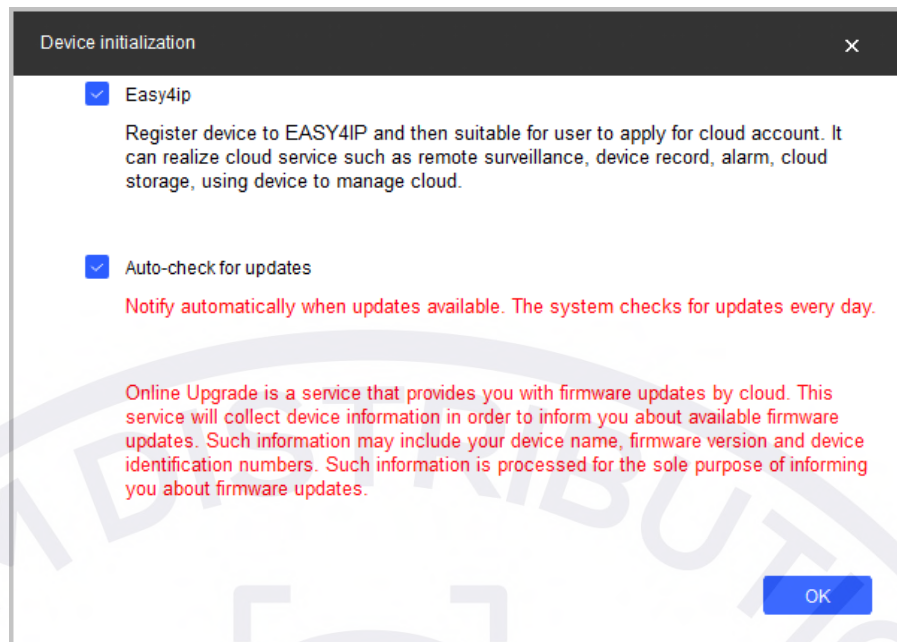 Device initialization
Easy4ip
Register device to EASY4IP and then suitable for user to apply for cloud account. It
can realize cloud service such as remote surveillance, device record, alarm, cloud
storage, using device to manage cloud.
Auto-check for updates
Notify automatically when updates available. The system checks for updates every day.
Online Upgrade is a service that provides you with firmware updates by cloud. This
service will collect device information in order to inform you about available firmware
updates. Such information may include your device name, firmware version and device
identification numbers. Such information is processed for the sole purpose of informing
you about firmware updates.
OK